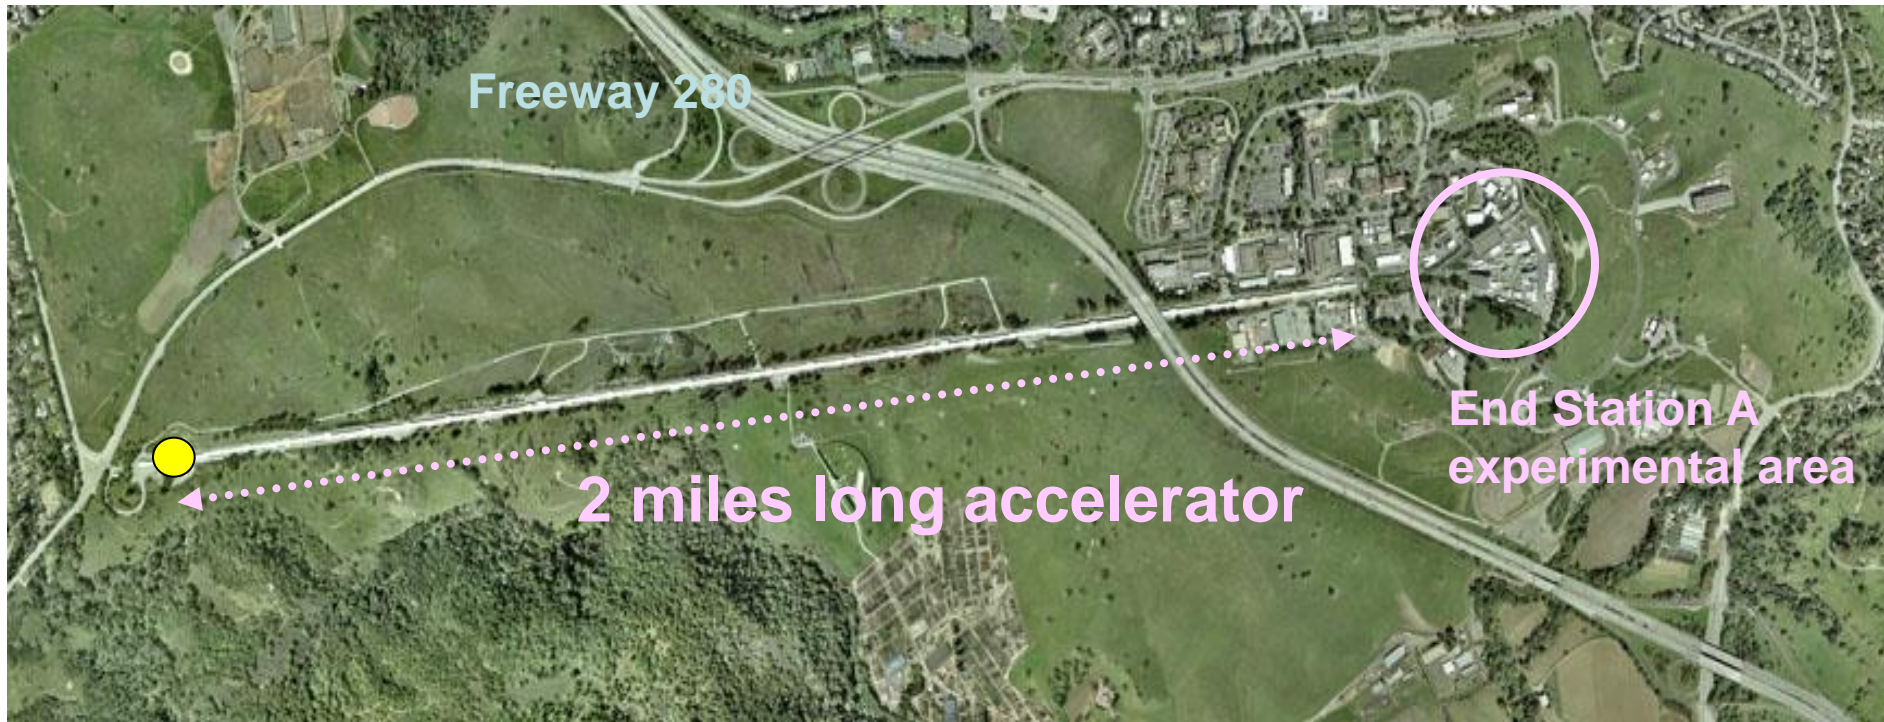 Freeway 280
2 miles long accelerator
End Station A
experimental area